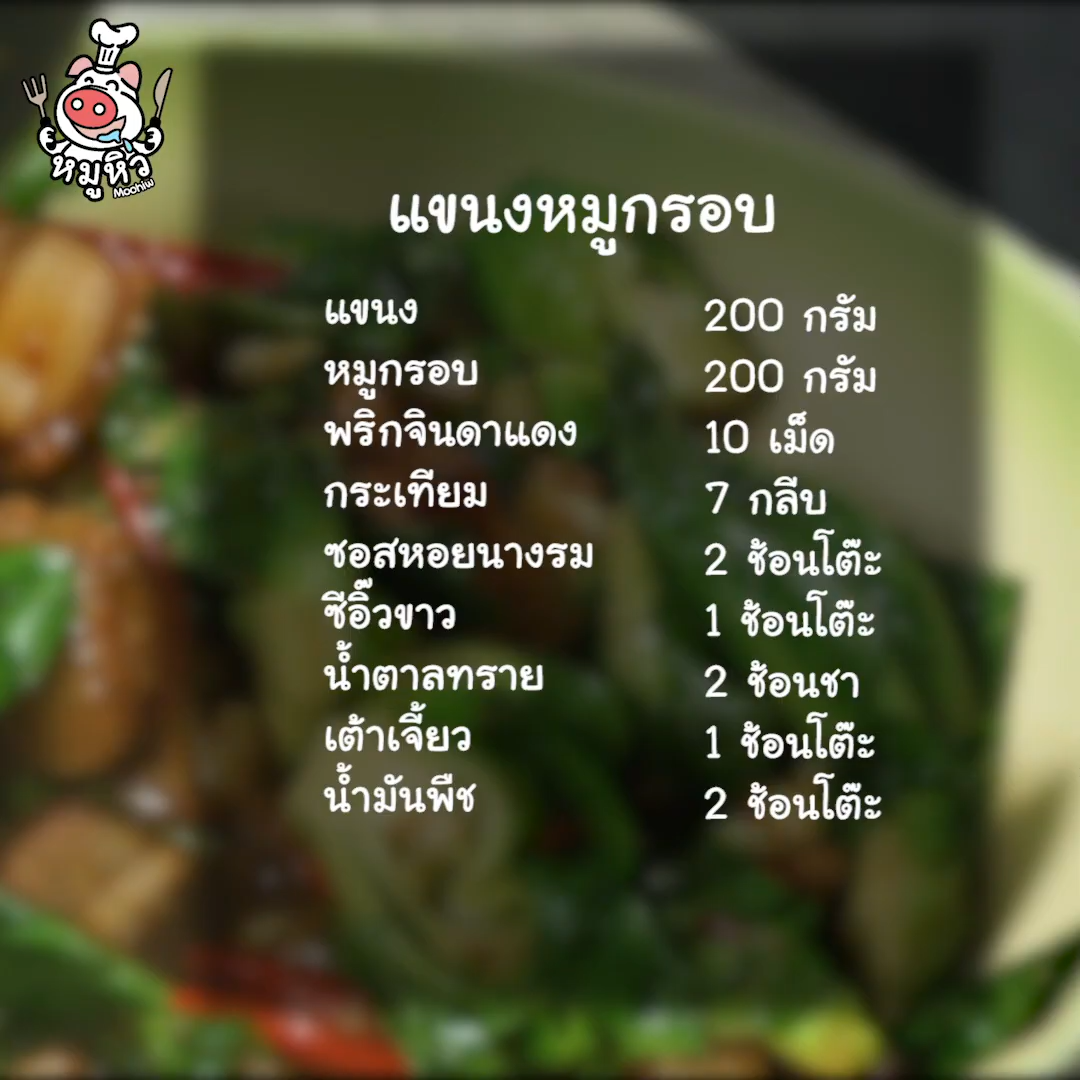 หมูหิว
Moohiw
แขนงหมูกรอบ
แขนง 200 กรัม
หมูกรอบ 200 กรัม
พริกจินดาแดง 10 เม็ด
กระเทียม 7 กลีบ
ซอสหอยนางรม 2 ช้อนโต๊ะ
ซีอิ๊วขาว 1 ช้อนโต๊ะ
น้ำตาลทราย 2 ช้อนชา
เต้าเจี้ยว 1 ช้อนโต๊ะ
น้ำมันพืช 2 ช้อนโต๊ะ